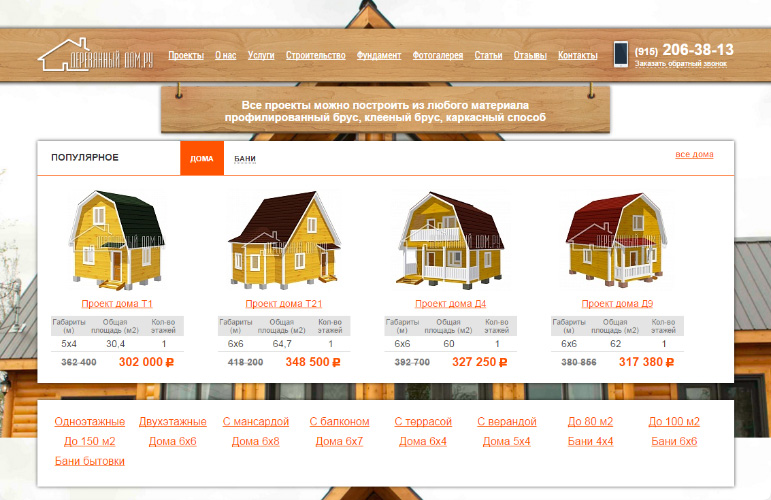 ДЕРЕВЯННЫЙ ДОМ.РУ
Проекты О нас Услуги Строительство Фундамент Фотогалерея Статьи Отзывы Контакты
(915) 206-38-13
Заказать обратный звонок
Все проекты можно построить из любого материала
профилированный брус, клееный брус, каркасный способ
ПОПУЛЯРНОЕ ДОМА БАНИ все дома
Проект дома Т1 Проект дома Т21 Проект дома Д4 Проект дома Д9
Габариты Общая Кол-во Габариты Общая Кол-во Габариты Общая Кол-во Габариты Общая Кол-во
(м) площадь (м2) этажей (м) площадь (м2) этажей (м) площадь (м2) этажей (м) площадь (м2) этажей
5х4 30,4 1 6х6 64,7 1 6х6 60 1 6х6 62 1
362 400 302 000 ₽ 418 200 348 500 ₽ 392 700 327 250 ₽ 380 856 317 380 ₽
Одноэтажные Двухэтажные С мансардой С балконом С террасой С верандой До 80 м2 До 100 м2
До 150 м2 Дома 6х6 Дома 6х8 Дома 6х7 Дома 6х4 Дома 5х4 Бани 4х4 Бани 6х6
Бани бытовки